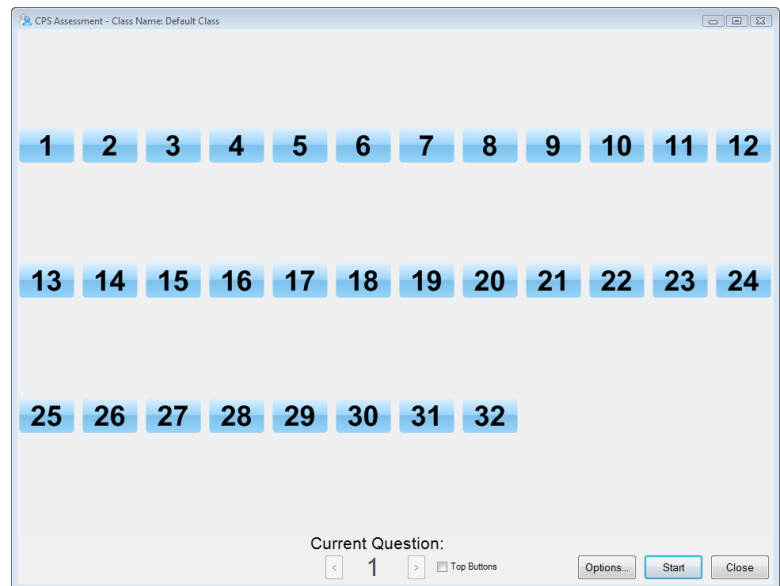 CPS Assessment - Class Name: Default Class
1 2 3 4 5 6 7 8 9 10 11 12
13 14 15 16 17 18 19 20 21 22 23 24
25 26 27 28 29 30 31 32
Current Question:
< 1 > Top Buttons Options... Start Close